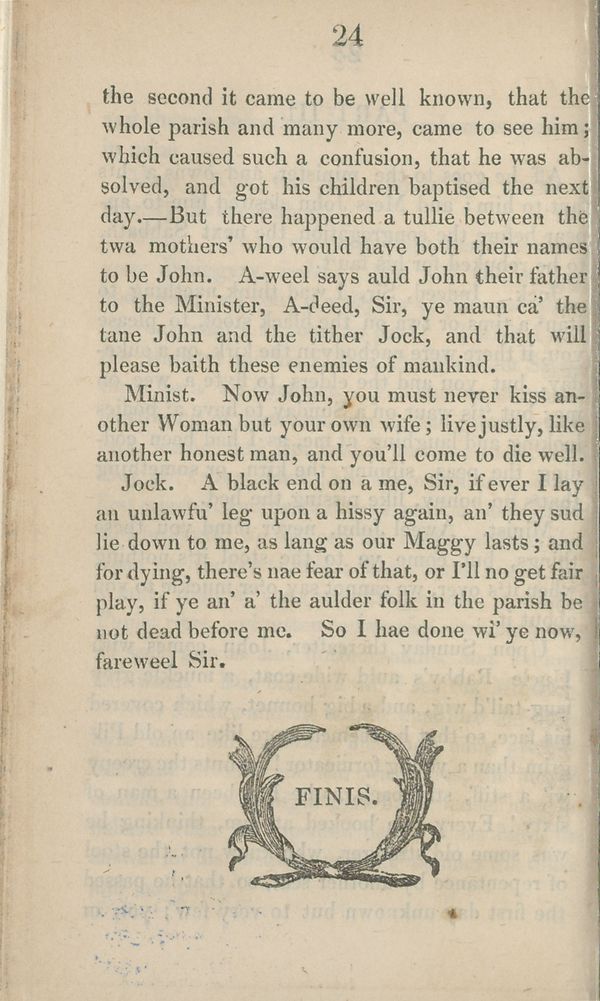 24
the second it came to be well known, that the
whole parish and many more, came to see him;
which caused such a confusion, that he was ab-
solved, and got his children baptised the next
day.—But there happened a tullie between the
twa mothers' who would have both their names
to be John. A-weel says auld John their father
to the Minister, A-deed, Sir, ye maun ca' the
tane John and the tither Jock, and that will
please baith these enemies of mankind.
Minist. Now John, you must never kiss an-
other Woman but your own wife; live justly, like
another honest man, and you'll come to die well.
Jock. A black end on a me, Sir, if ever I lay
an unlawfu' leg upon a hissy again, an' they sud
lie down to me, as lang as our Maggy lasts; and
for dying, there's nae fear of that, or I'll no get fair
play, if ye an' a' the aulder folk in the parish be
not dead before me. So I hae done wi' ye now,
fareweel Sir.
FINIS.